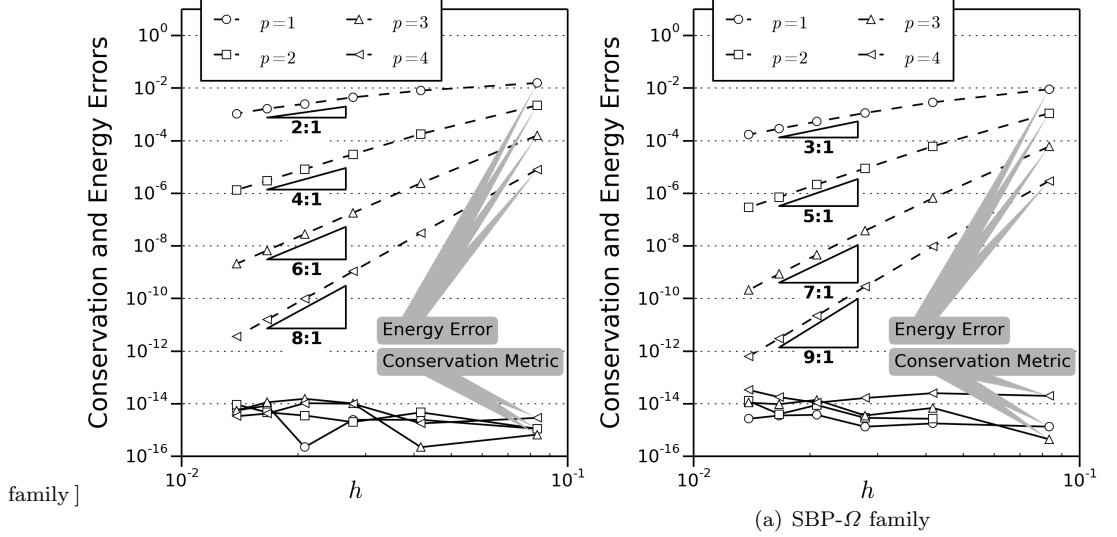 p=1
p=3
p=2
p=4
Conservation and Energy Errors
10^0
10^-2
10^-4
10^-6
10^-8
10^-10
10^-12
10^-14
10^-16
2:1
4:1
6:1
8:1
Energy Error
Conservation Metric
10^-2
10^-1
h
family ]
p=1
p=3
p=2
p=4
Conservation and Energy Errors
10^0
10^-2
10^-4
10^-6
10^-8
10^-10
10^-12
10^-14
10^-16
3:1
5:1
7:1
9:1
Energy Error
Conservation Metric
10^-2
10^-1
h
(a) SBP-Ω family